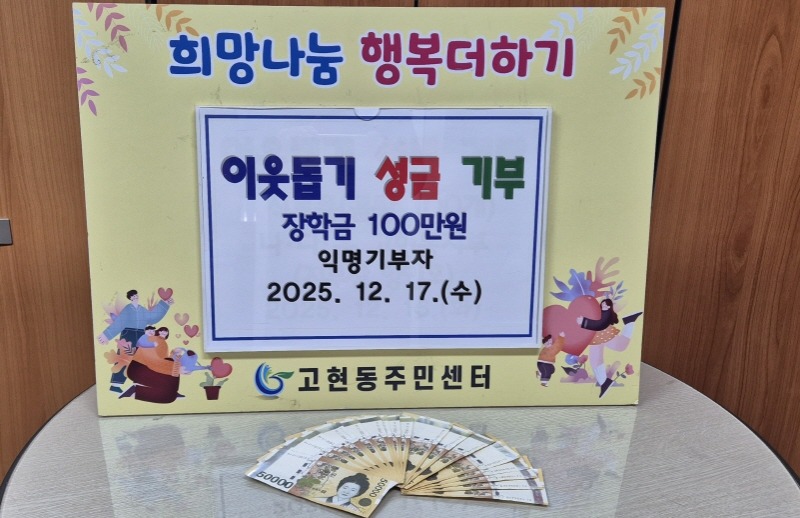 희망나눔 행복더하기
이웃돕기 성금 기부
장학금 100만원
익명기부자
2025. 12. 17.(수)
고현동주민센터
50000
50000